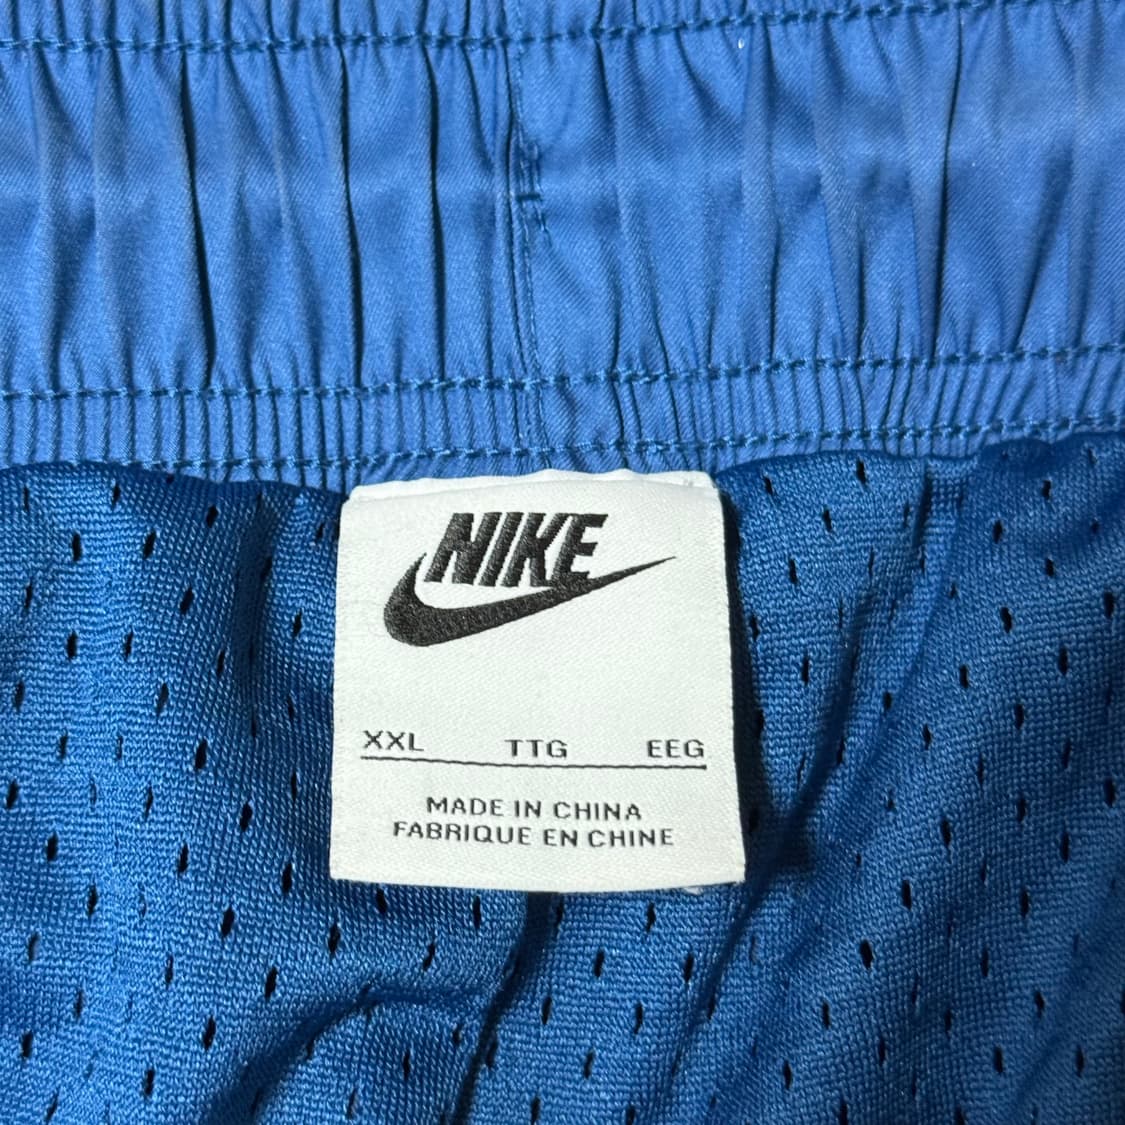 NIKE
XXL TTG EEG
MADE IN CHINA
FABRIQUE EN CHINE